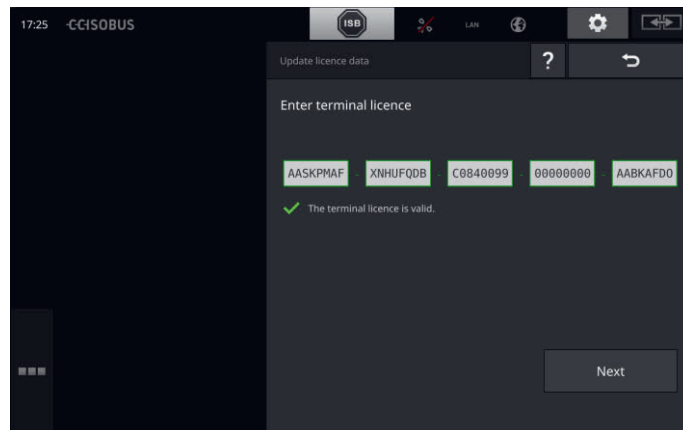 17:25 CCISOBUS ISB LAN
Update licence data ?
Enter terminal licence
AASKPMAF - XNHUFQDB - C0840099 - 00000000 - AABKAFDO
The terminal licence is valid.
Next